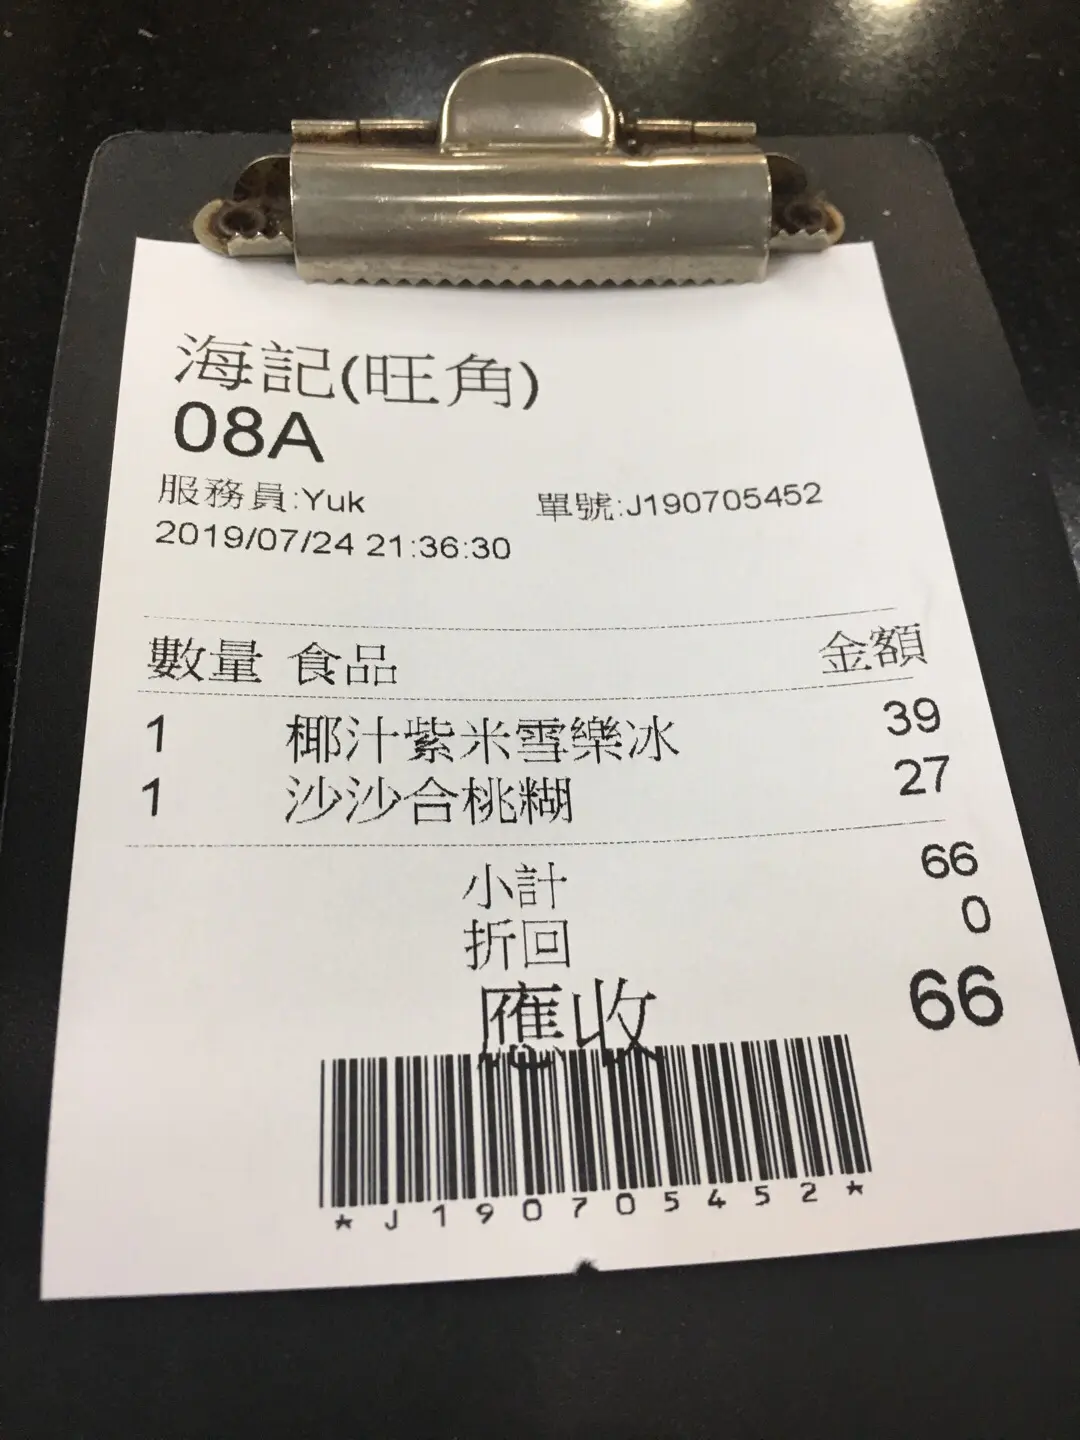 海記(旺角)
08A
服務員:Yuk 單號:J190705452
2019/07/24 21:36:30
數量 食品 金額
1 椰汁紫米雪樂冰 39
1 沙沙合桃糊 27
小計 66
折回 0
應收 66
*J190705452*